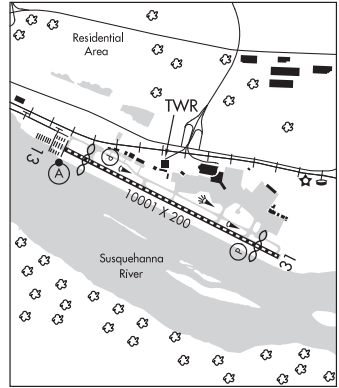 Residential
Area
TWR
13
P
A
10001 X 200
P
31
Susquehanna
River